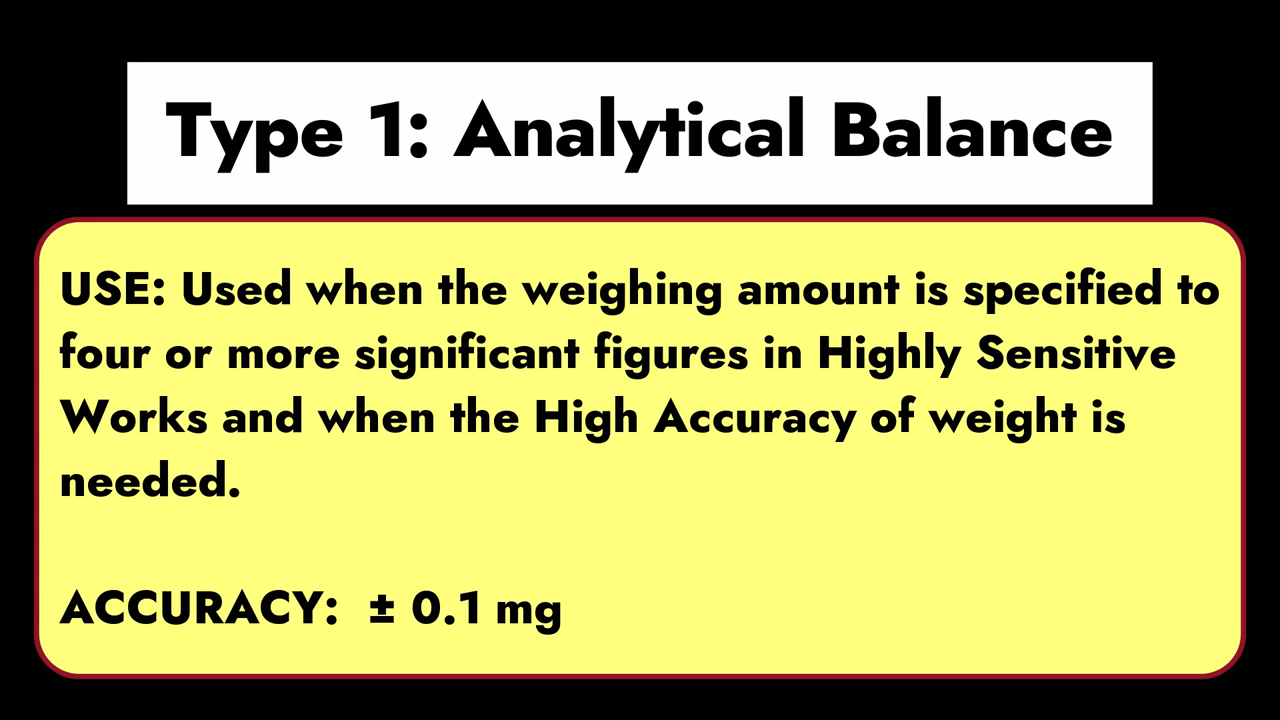 Type 1: Analytical Balance
USE: Used when the weighing amount is specified to
four or more significant figures in Highly Sensitive
Works and when the High Accuracy of weight is
needed.
ACCURACY:  ± 0.1 mg